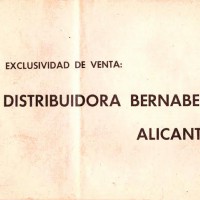 EXCLUSIVIDAD DE VENTA:
DISTRIBUIDORA BERNABE
ALICANT